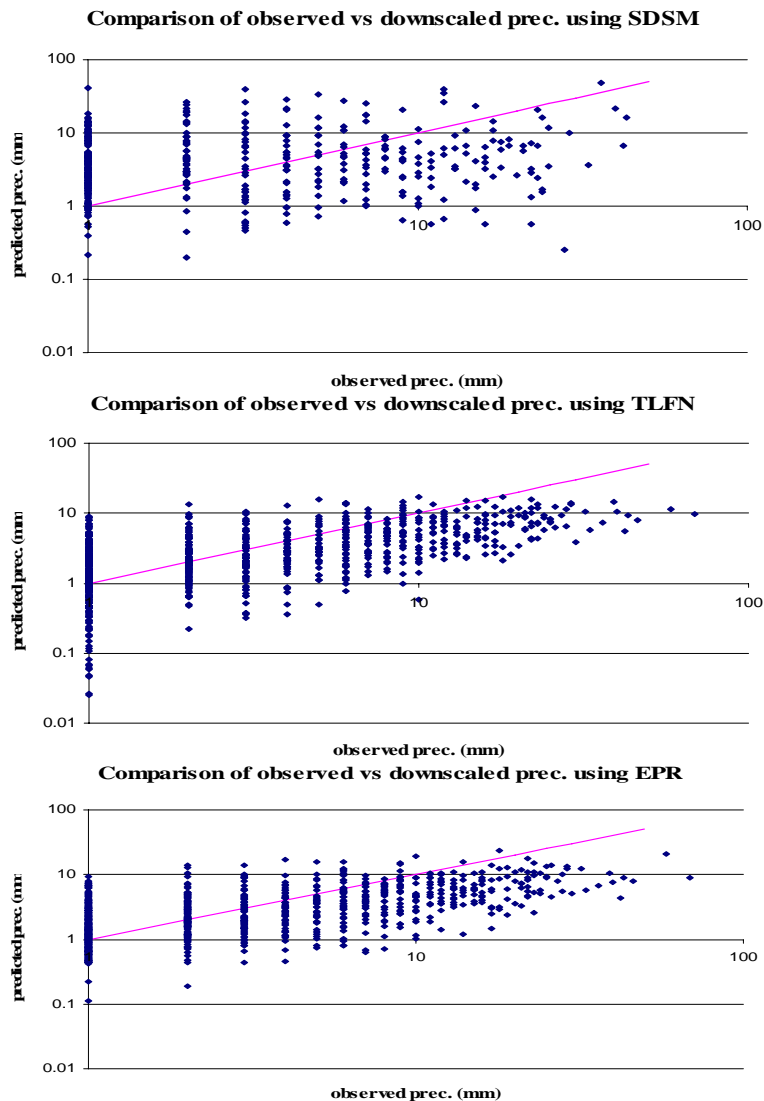 Comparison of observed vs downscaled prec. using SDSM
100
10
1
0.1
0.01
10
100
predicted prec. (mm
observed prec. (mm)
Comparison of observed vs downscaled prec. using TLFN
100
10
1
0.1
0.01
10
100
predicted prec. (mm
observed prec. (mm)
Comparison of observed vs downscaled prec. using EPR
100
10
1
0.1
0.01
10
100
predicted prec. (mm
observed prec. (mm)